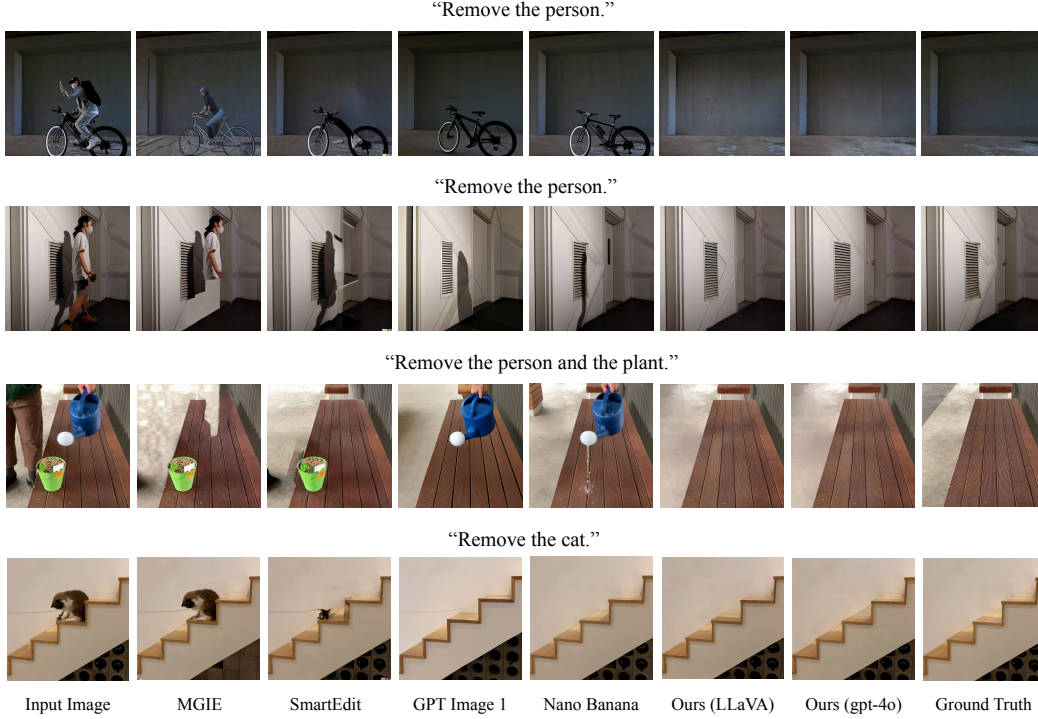 “Remove the person.”
“Remove the person.”
“Remove the person and the plant.”
“Remove the cat.”
Input Image MGIE SmartEdit GPT Image 1 Nano Banana Ours (LLaVA) Ours (gpt-4o) Ground Truth